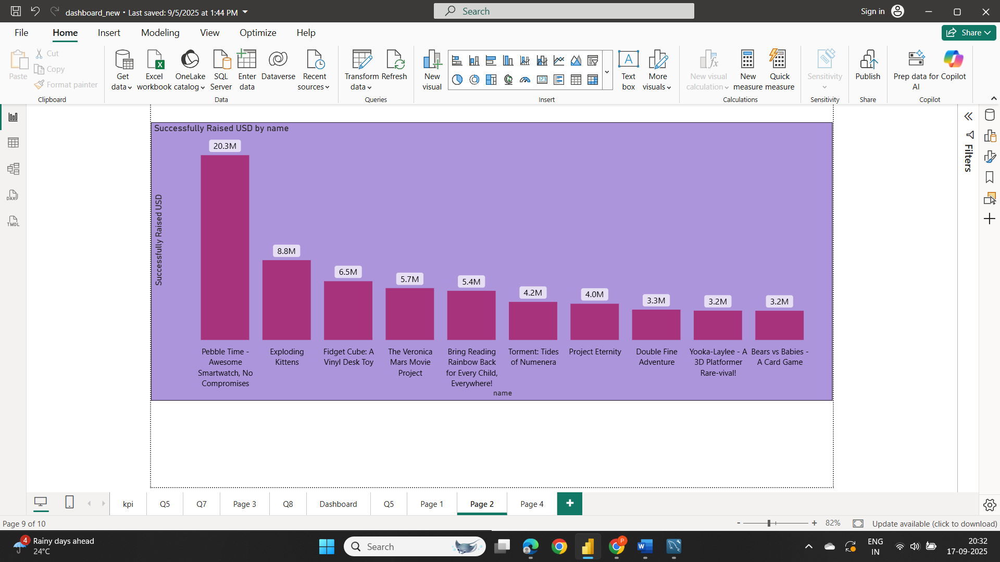 dashboard_new • Last saved: 9/5/2025 at 1:44 PM
Search
Sign in
File Home Insert Modeling View Optimize Help
Share
Paste
Cut
Copy
Format painter
Clipboard
Get data
Excel workbook
OneLake catalog
SQL Server
Enter data
Dataverse
Recent sources
Data
Transform data
Refresh
Queries
New visual
Text box
More visuals
Insert
New visual calculation
New measure
Quick measure
Calculations
Sensitivity
Sensitivity
Publish
Share
Prep data for AI
Copilot
Copilot
DAX
TMDL
Filters
Successfully Raised USD by name
Successfully Raised USD
20.3M
8.8M
6.5M
5.7M
5.4M
4.2M
4.0M
3.3M
3.2M
3.2M
Pebble Time -
Awesome
Smartwatch, No
Compromises
Exploding
Kittens
Fidget Cube: A
Vinyl Desk Toy
The Veronica
Mars Movie
Project
Bring Reading
Rainbow Back
for Every Child,
Everywhere!
Torment: Tides
of Numenera
Project Eternity
Double Fine
Adventure
Yooka-Laylee - A
3D Platformer
Rare-vival!
Bears vs Babies -
A Card Game
name
kpi Q5 Q7 Page 3 Q8 Dashboard Q5 Page 1 Page 2 Page 4 +
Page 9 of 10
- + 82%
Update available (click to download)
4
Rainy days ahead
24°C
Search
P
W
ENG
IN
20:32
17-09-2025